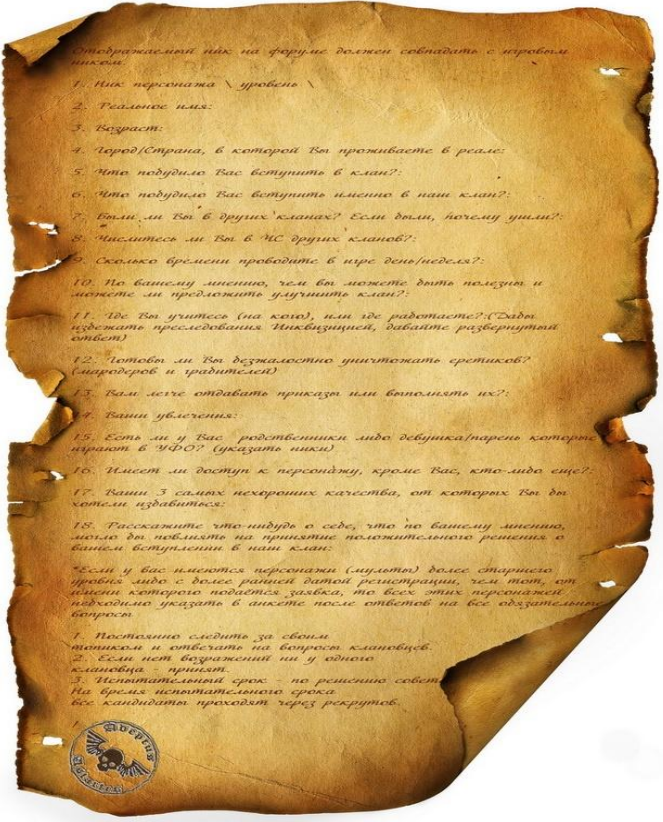 Отображаемый ник на форуме должен совпадать с игровым
ником.
1. Ник персонажа \ уровень \
2. Реальное имя:
3. Возраст:
4. Город/Страна, в которой Вы проживаете в реале:
5. Что побудило Вас вступить в клан?:
6. Что побудило Вас вступить именно в наш клан?:
7. Были ли Вы в других кланах? Если были, почему ушли?:
8. Числитесь ли Вы в ЧС других кланов?:
9. Сколько времени проводите в игре день/неделя?:
10. По вашему мнению, чем вы можете быть полезны и
можете ли предложить улучшить клан?:
11. Где Вы учитесь (на кого), или где работаете?:(Дабы
избежать преследования Инквизицией, давайте развернутый
ответ)
12. Готовы ли Вы безжалостно уничтожать еретиков?
(мародеров и грабителей)
13. Вам легче отдавать приказы или выполнять их?:
14. Ваши увлечения:
15. Есть ли у Вас родственники либо девушка/парень которые
играют в УФО? (указать ники)
16. Имеет ли доступ к персонажу, кроме Вас, кто-либо еще?:
17. Ваши 3 самых нехороших качества, от которых Вы бы
хотели избавиться:
18. Расскажите что-нибудь о себе, что по вашему мнению,
могло бы повлиять на принятие положительного решения о
вашем вступлении в наш клан:
*Если у вас имеются персонажи (мульты) более старшего
уровня либо с более ранней датой регистрации, чем тот, от
имени которого подаётся заявка, то всех этих персонажей
необходимо указать в анкете после ответов на все обязательные
вопросы
1. Постоянно следить за своим
топиком и отвечать на вопросы клановцев.
2. Если нет возражений ни у одного
клановца - принят.
3. Испытательный срок - по решению совет
На время испытательного срока
все кандидаты проходят через рекрутов.
Adeptus
Astartes